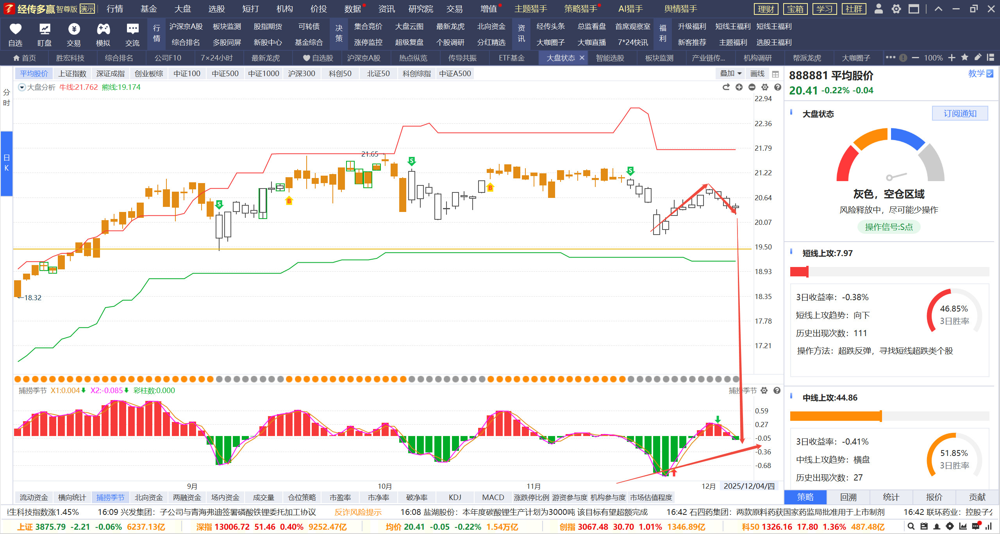 经传多赢 智尊版 演示 行情 基金 大盘 选股 短打 机构 价投 数据 资讯 研究院 交易 增值 主题猎手 策略猎手 AI猎手 舆情猎手 理财 宝箱 学习 社群
自选 盯盘 交易 模拟 交流
行情 沪深京A股 板块监测 股指期货 可转债 决策 集合竞价 大盘云图 最新龙虎 北向资金 资讯 经传头条 总监看盘 首席观察室 福利 升级福利 短线王福利 短线王福利
综合排名 多股同屏 新股中心 基金综合 涨停监控 超级复盘 个股调研 分红精选 大咖圈子 大咖直播 7*24快讯 新客推荐 主题福利 选股王福利
首页 胜宏科技 综合排名 公司F10 7×24小时 最新龙虎 自选股 沪深京A股 热点纵览 传导共振 ETF基金 大盘状态 智能选股 板块监测 产业链传... 机构调研 帮派龙虎 大咖圈子 100%
分时
日K
平均股价 上证指数 深证成指 创业板综 中证100 中证500 中证1000 沪深300 科创50 北证50 科创综指 中证A500 叠加 画线
大盘分析 牛线:21.762 熊线:19.174
22.94
22.36
21.79
21.22
20.64
20.07
19.50
18.93
18.35
17.78
17.21
21.65
18.32
S
B
S
B
S
捕捞季节 X1:0.004 X2:-0.085 彩柱数:0.000
捕捞季节
0.59
0.27
-0.05
-0.36
-0.68
9月 10月 11月 12月 2025/12/04/四
流动资金 横向统计 捕捞季节 北向资金 两融资金 场内资金 成交量 仓位策略 市盈率 市净率 破净率 KDJ MACD 涨跌停比例 游资参与度 机构参与度 市场估值程度
888881 平均股价 教学
20.41 -0.22% -0.04
大盘状态 订阅通知
灰色，空仓区域
风险释放中，尽可能少操作
操作信号:S点
短线上攻:7.97
3日收益率：-0.38%
短线上攻趋势：向下
历史出现次数：111
操作方法：超跌反弹，寻找短线超跌类个股
46.85%
3日胜率
中线上攻:44.86
3日收益率：-0.41%
中线上攻趋势：横盘
历史出现次数：27
51.85%
3日胜率
策略 回溯 统计 报价 贡献
生科技指数涨1.45% 16:09 兴发集团：子公司与青海弗迪签署磷酸铁锂委托加工协议 反诈风险提示 16:08 盐湖股份：本年度碳酸锂生产计划为3000吨 该目标有望超额完成 16:42 石四药集团：两款原料药获国家药监局批准用于上市制剂 16:42 联环药业：控股子
上证 3875.79 -2.21 -0.06% 6237.13亿 深指 13006.72 51.46 0.40% 9252.47亿 均价 20.41 -0.05 -0.22% 1.54万亿 创指 3067.48 30.70 1.01% 1346.89亿 科50 1326.16 17.80 1.36% 487.48亿